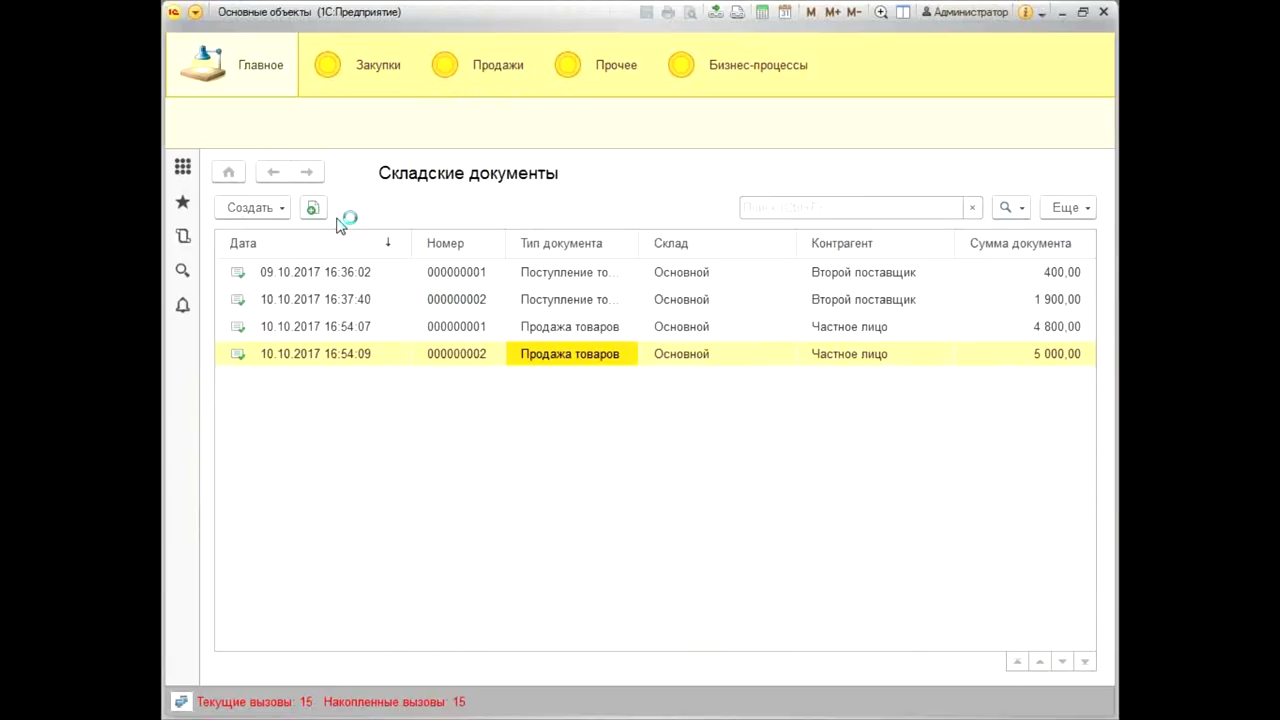 Основные объекты (1С:Предприятие)
M M+ M- Администратор
Главное Закупки Продажи Прочее Бизнес-процессы
Складские документы
Создать Поиск (Ctrl+F) × Еще
Дата ↓ Номер Тип документа Склад Контрагент Сумма документа
09.10.2017 16:36:02 000000001 Поступление то... Основной Второй поставщик 400,00
10.10.2017 16:37:40 000000002 Поступление то... Основной Второй поставщик 1 900,00
10.10.2017 16:54:07 000000001 Продажа товаров Основной Частное лицо 4 800,00
10.10.2017 16:54:09 000000002 Продажа товаров Основной Частное лицо 5 000,00
Текущие вызовы: 15 Накопленные вызовы: 15